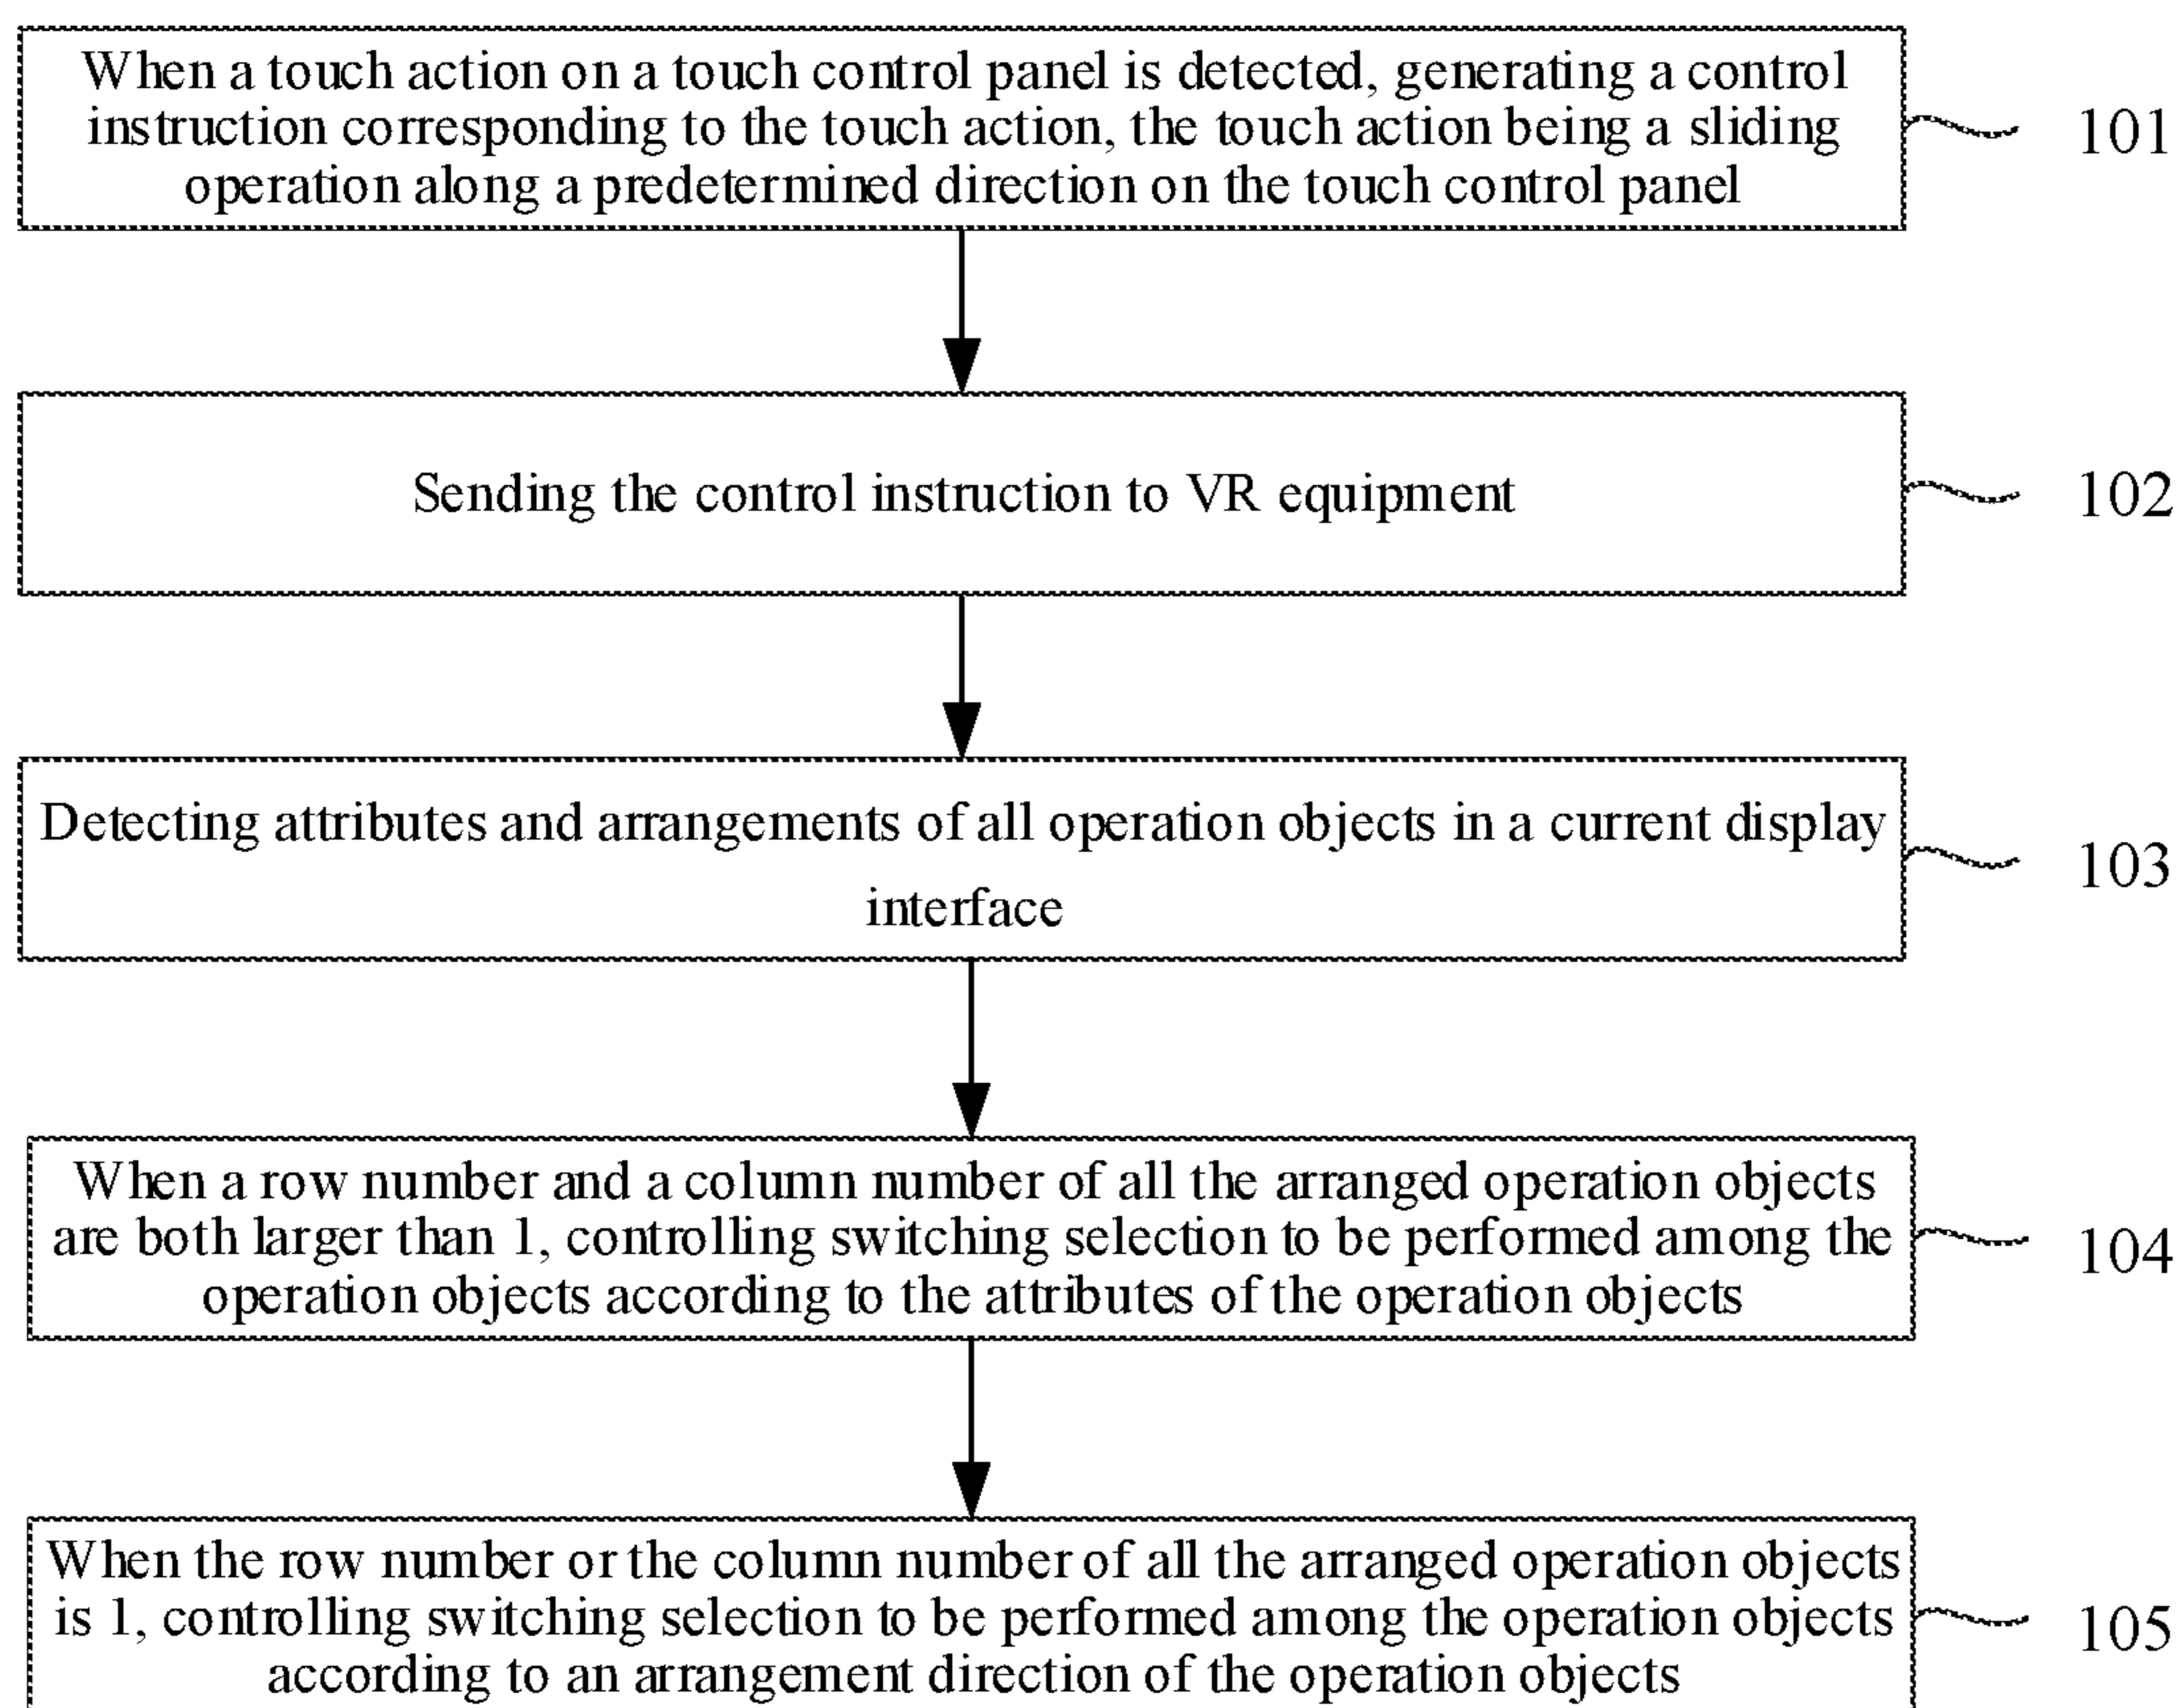 When a touch action on a touch control panel is detected, generating a control
instruction corresponding to the touch action, the touch action being a sliding
operation along a predetermined direction on the touch control panel
101
Sending the control instruction to VR equipment
102
Detecting attributes and arrangements of all operation objects in a current display
interface
103
When a row number and a column number of all the arranged operation objects
are both larger than 1, controlling switching selection to be performed among the
operation objects according to the attributes of the operation objects
104
When the row number or the column number of all the arranged operation objects
is 1, controlling switching selection to be performed among the operation objects
according to an arrangement direction of the operation objects
105